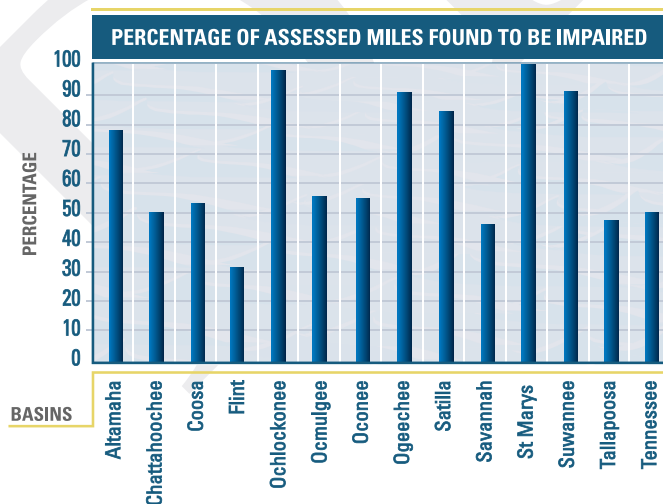 PERCENTAGE OF ASSESSED MILES FOUND TO BE IMPAIRED
PERCENTAGE
100
90
80
70
60
50
40
30
20
10
0
BASINS
Altamaha
Chattahoochee
Coosa
Flint
Ochlockonee
Ocmulgee
Oconee
Ogeechee
Satilla
Savannah
St Marys
Suwannee
Tallapoosa
Tennessee